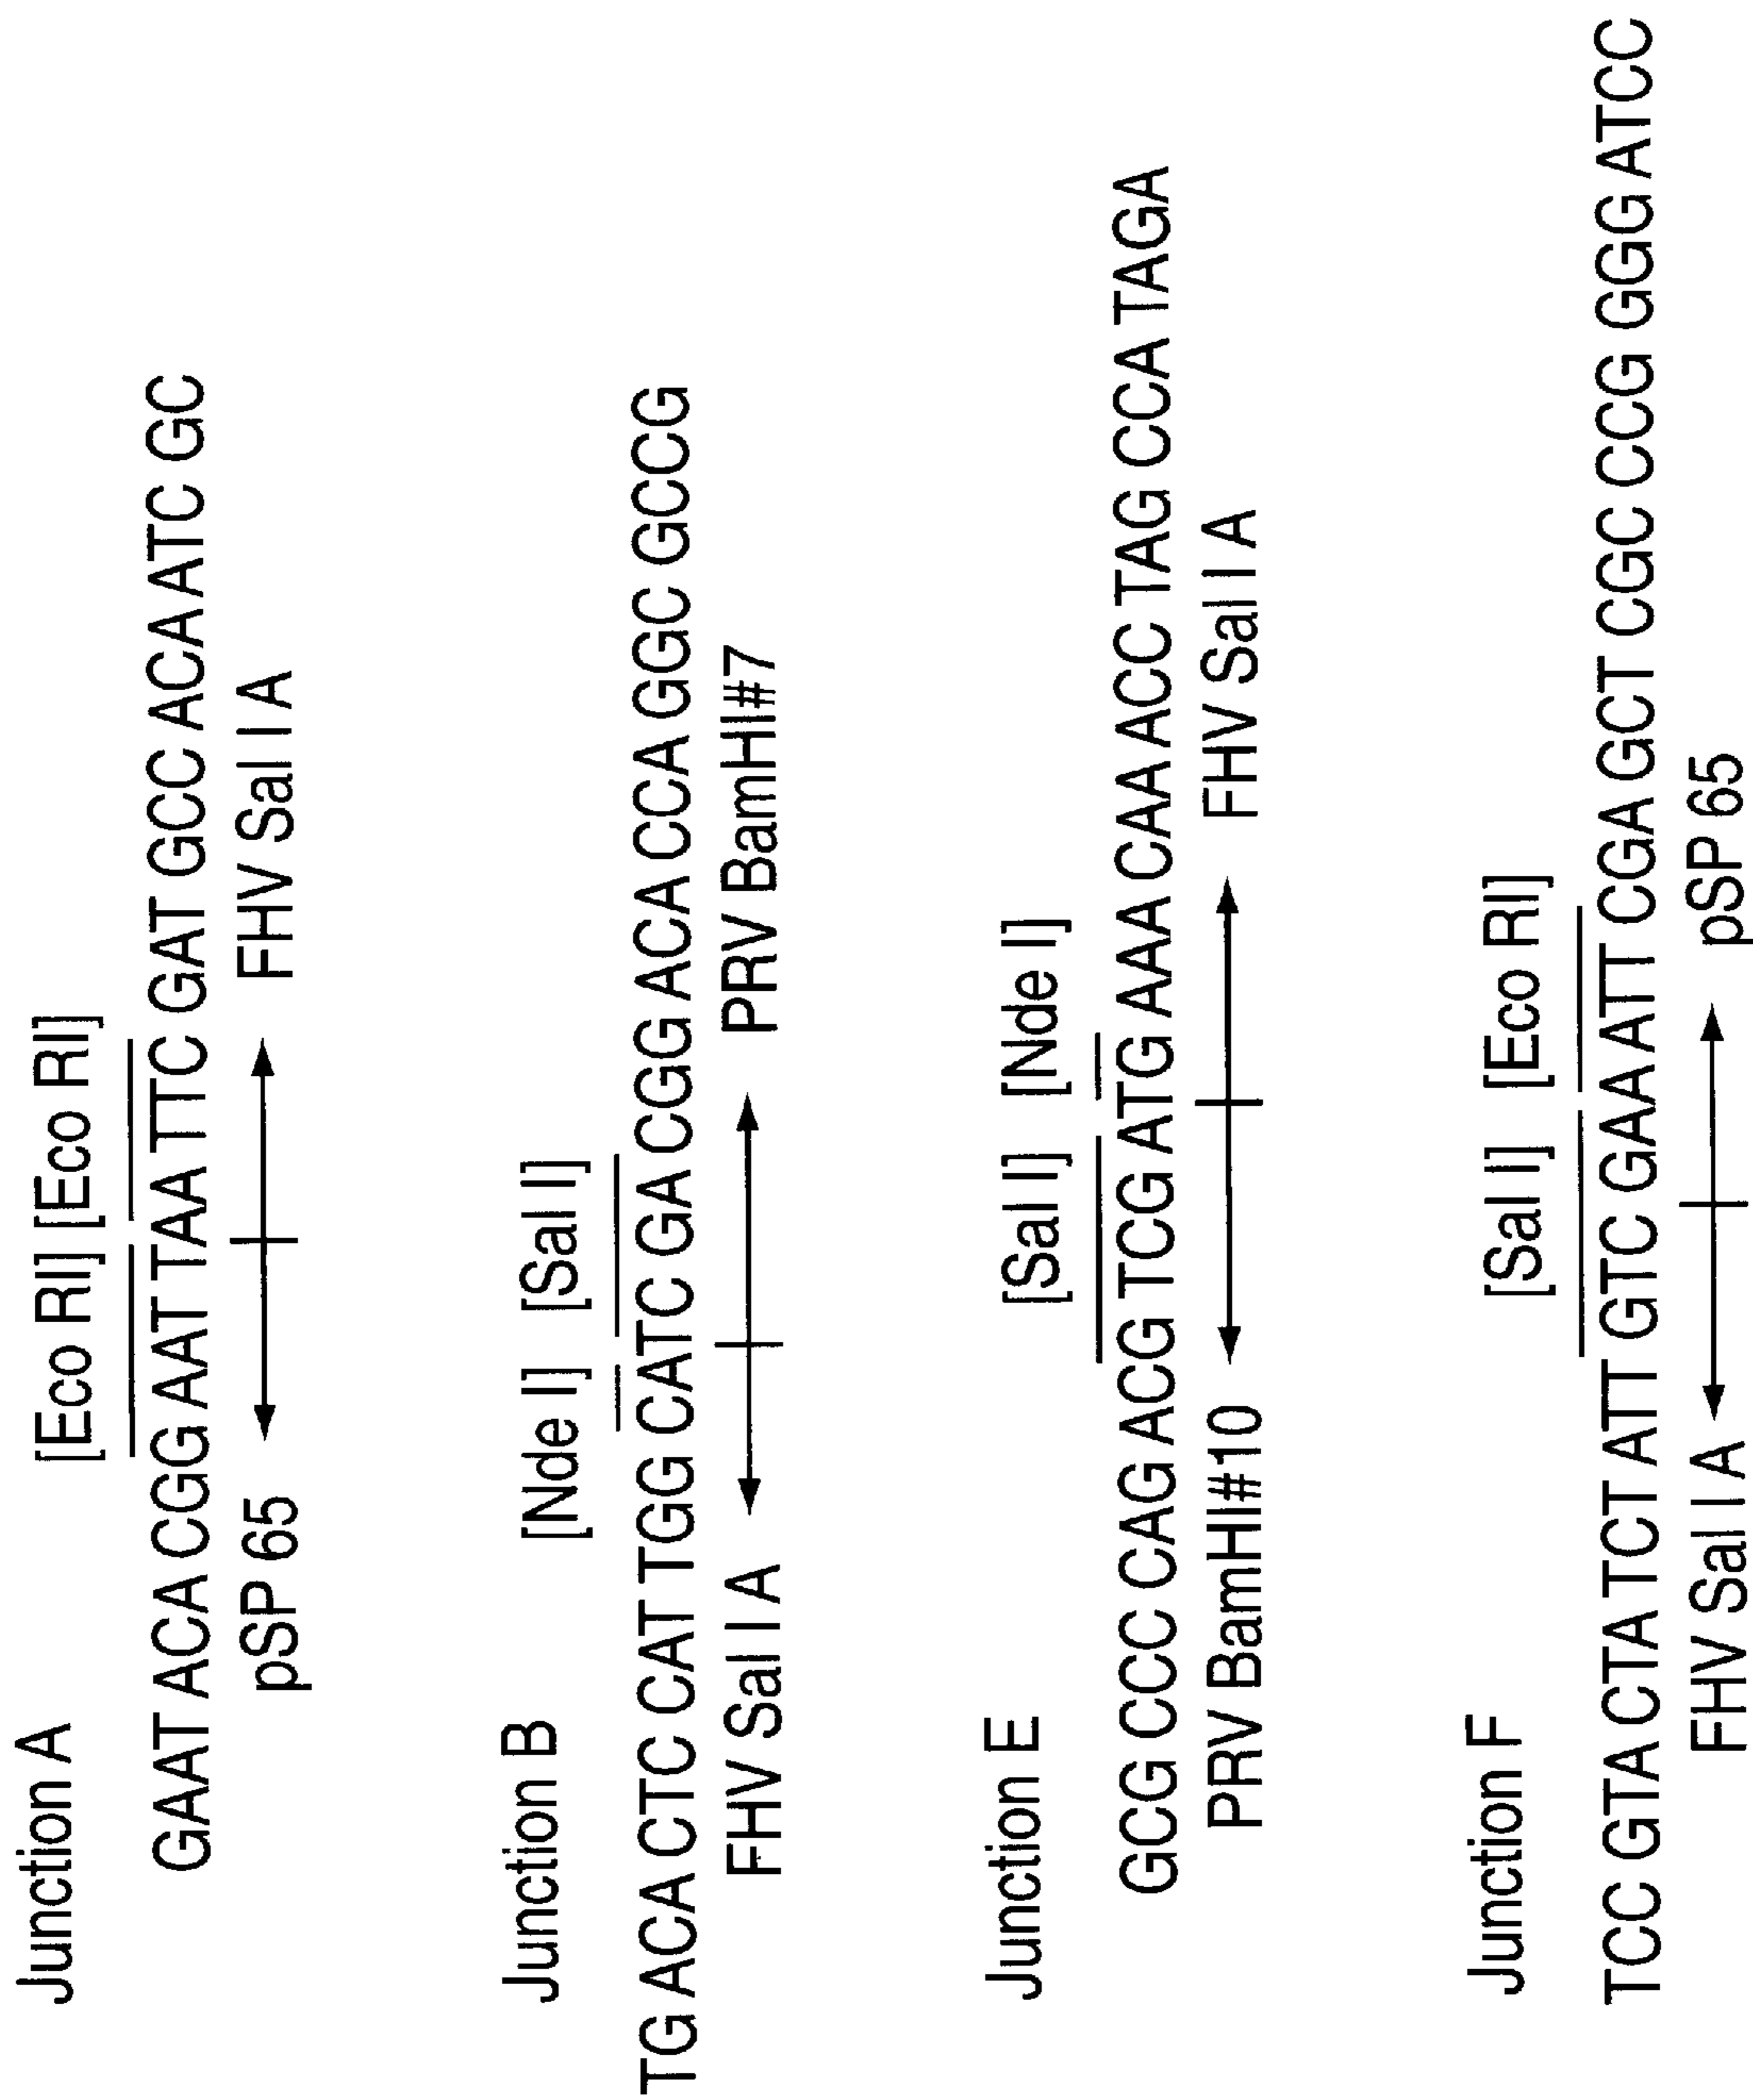 Junction A
[Eco RI] [Eco RI]
GAAT ACA CGG AAT TAA TTC GAT GCC ACA ATC GC
pSP 65 FHV Sal I A
Junction B
[Nde I] [Sal I]
TG ACA CTC CAT TGG CATC GA CGG ACA CCA GGC GCCG
FHV Sal I A PRV BamHI#7
Junction E
[Sal I] [Nde I]
GCG CCC CAG ACG TCG ATG AAA CAA ACC TAG CCA TAGA
PRV BamHI#10 FHV Sal I A
Junction F
[Sal I] [Eco RI]
TCC GTA CTA TCT ATT GTC GAA ATT CGA GCT CGC CCG GGG ATCC
FHV Sal I A pSP 65